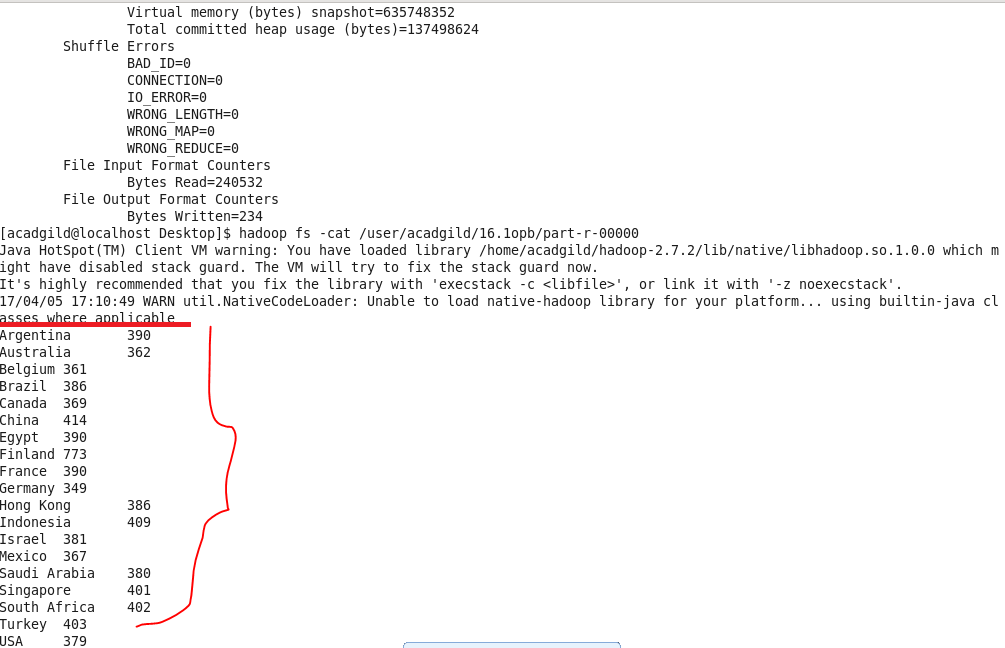 Virtual memory (bytes) snapshot=635748352
Total committed heap usage (bytes)=137498624
Shuffle Errors
BAD_ID=0
CONNECTION=0
IO_ERROR=0
WRONG_LENGTH=0
WRONG_MAP=0
WRONG_REDUCE=0
File Input Format Counters
Bytes Read=240532
File Output Format Counters
Bytes Written=234
[acadgild@localhost Desktop]$ hadoop fs -cat /user/acadgild/16.1opb/part-r-00000
Java HotSpot(TM) Client VM warning: You have loaded library /home/acadgild/hadoop-2.7.2/lib/native/libhadoop.so.1.0.0 which m
ight have disabled stack guard. The VM will try to fix the stack guard now.
It's highly recommended that you fix the library with 'execstack -c <libfile>', or link it with '-z noexecstack'.
17/04/05 17:10:49 WARN util.NativeCodeLoader: Unable to load native-hadoop library for your platform... using builtin-java cl
asses where applicable
Argentina 390
Australia 362
Belgium 361
Brazil 386
Canada 369
China 414
Egypt 390
Finland 773
France 390
Germany 349
Hong Kong 386
Indonesia 409
Israel 381
Mexico 367
Saudi Arabia 380
Singapore 401
South Africa 402
Turkey 403
USA 379